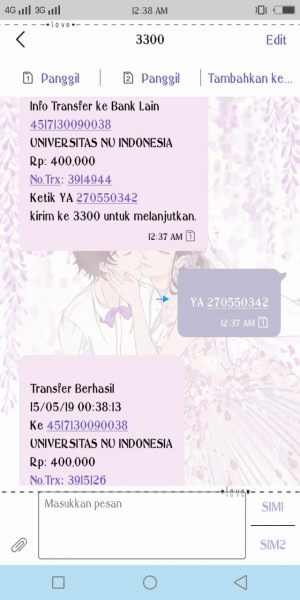 4G 3G 12:38 AM
love
3300 Edit
1 Panggil 2 Panggil Tambahkan ke...
Info Transfer ke Bank Lain
4517130090038
UNIVERSITAS NU INDONESIA
Rp: 400,000
No.Trx: 3914944
Ketik YA 270550342
kirim ke 3300 untuk melanjutkan.
12:37 AM 1
YA 270550342
12:37 AM 1
Transfer Berhasil
15/05/19 00:38:13
Ke 4517130090038
UNIVERSITAS NU INDONESIA
Rp: 400,000
No.Trx: 3915126
love
Masukkan pesan
SIM1
SIM2